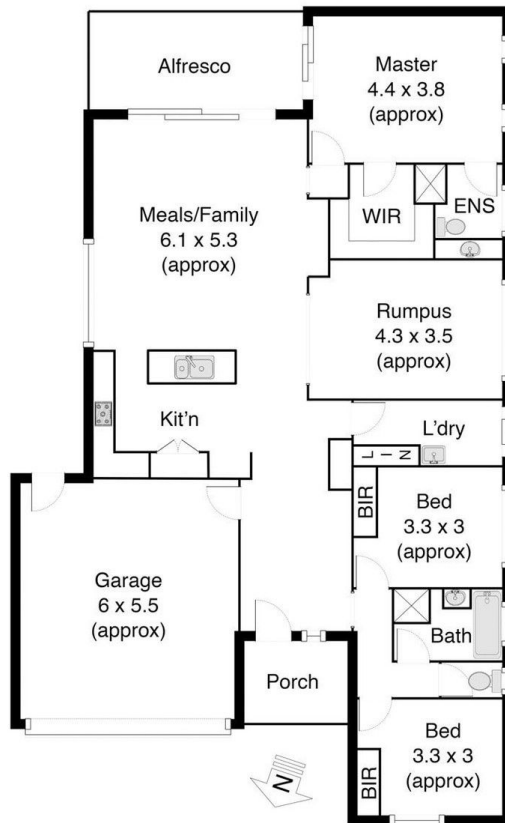 Alfresco
Master
4.4 x 3.8
(approx)
Meals/Family
6.1 x 5.3
(approx)
WIR
ENS
Rumpus
4.3 x 3.5
(approx)
Kit'n
L'dry
LIN
BIR
Bed
3.3 x 3
(approx)
Garage
6 x 5.5
(approx)
Bath
Porch
N
Bed
3.3 x 3
(approx)
BIR